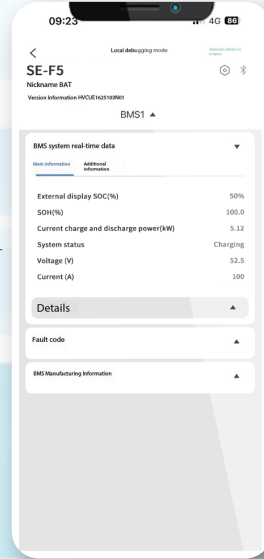 09:23
4G 86
Local debugging mode
SE-F5
Nickname BAT
Version Information HVCUE1625103N01
BMS1 ▲
BMS system real-time data ▼
Main information
Additional information
External display SOC(%) 50%
SOH(%) 100.0
Current charge and discharge power(kW) 5.12
System status Charging
Voltage (V) 52.5
Current (A) 100
Details ▲
Fault code ▲
BMS Manufacturing Information ▲